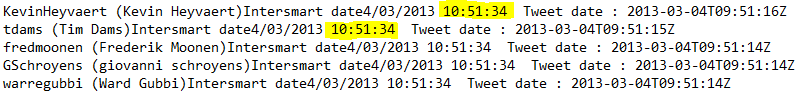 KevinHeyvaert (Kevin Heyvaert)Intersmart date4/03/2013 10:51:34  Tweet date : 2013-03-04T09:51:16Z
tdams (Tim Dams)Intersmart date4/03/2013 10:51:34  Tweet date : 2013-03-04T09:51:15Z
fredmoonen (Frederik Moonen)Intersmart date4/03/2013 10:51:34  Tweet date : 2013-03-04T09:51:14Z
GSchroyens (giovanni schroyens)Intersmart date4/03/2013 10:51:34  Tweet date : 2013-03-04T09:51:14Z
warregubbi (Ward Gubbi)Intersmart date4/03/2013 10:51:34  Tweet date : 2013-03-04T09:51:14Z